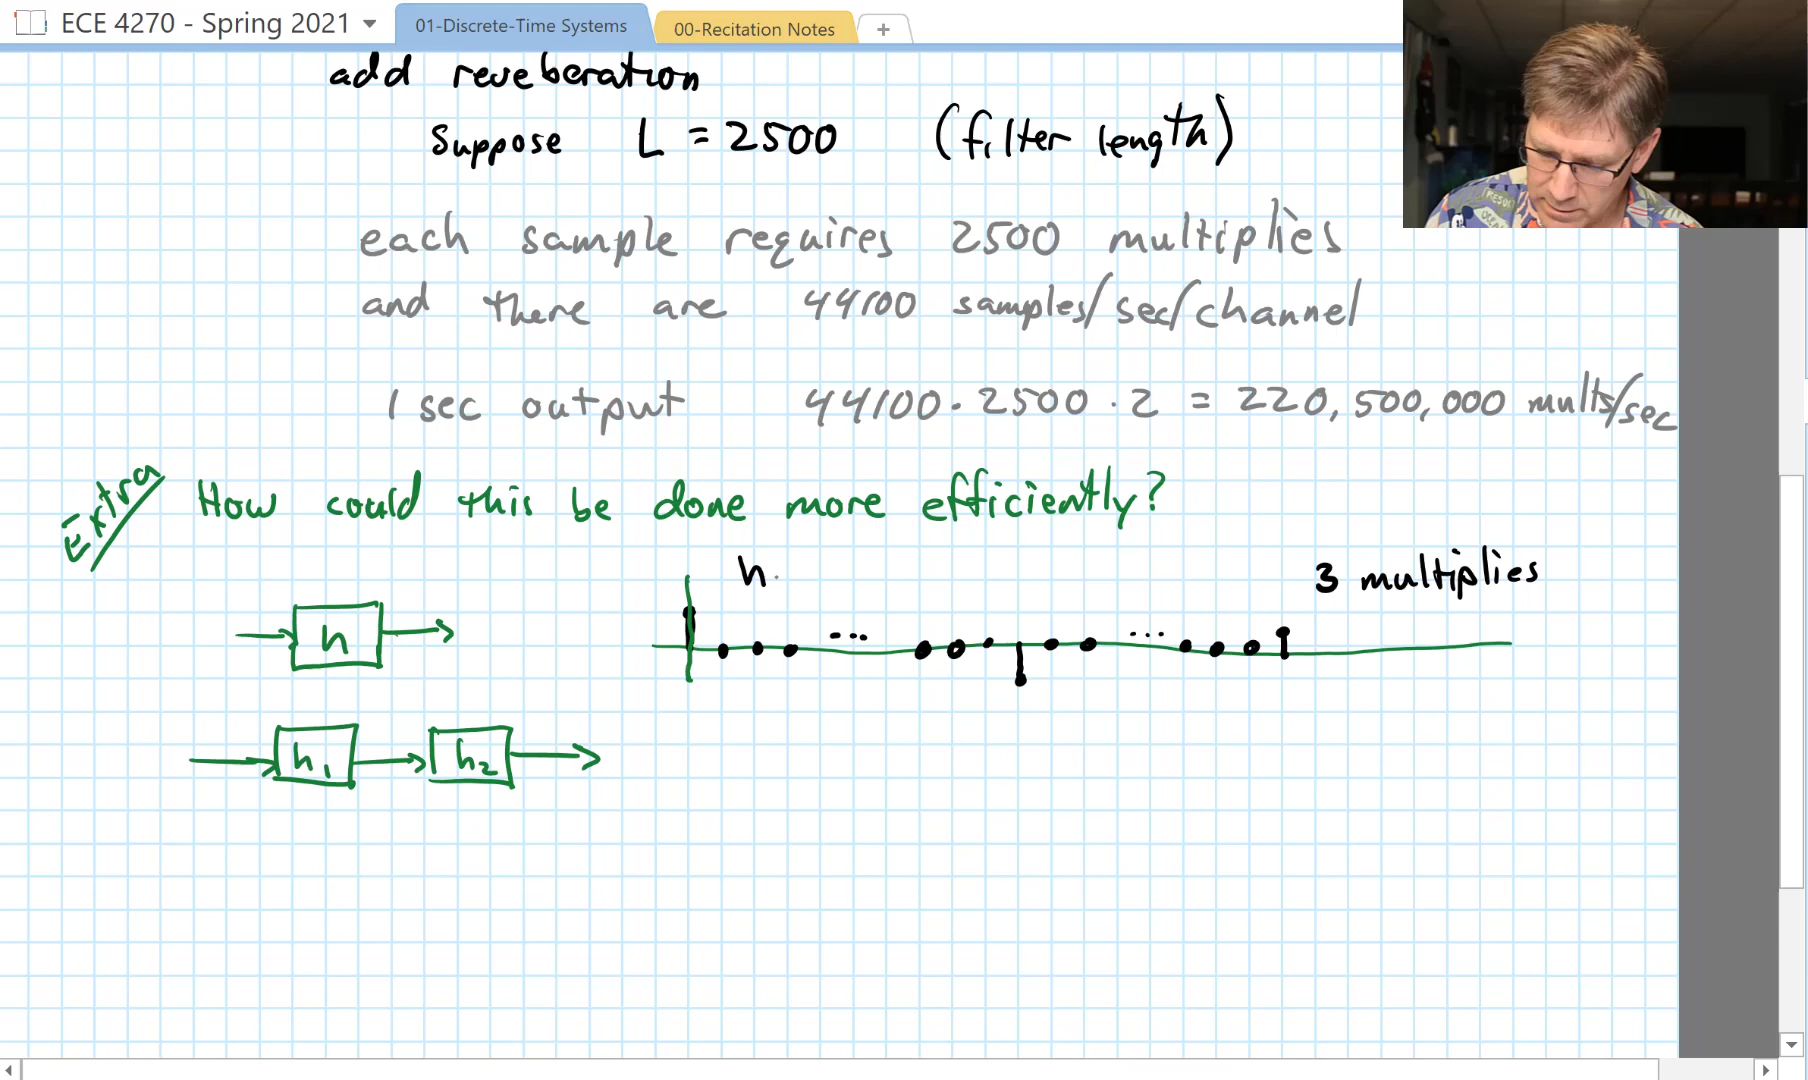 ECE 4270 - Spring 2021
01-Discrete-Time Systems
00-Recitation Notes
+
add reveberation
Suppose L = 2500 (filter length)
each sample requires 2500 multiplies
and there are 44100 samples/sec/channel
1 sec output 44100 · 2500 · 2 = 220,500,000 mults/sec
Extra
How could this be done more efficiently?
h
3 multiplies
h
...
...
h₁
h₂